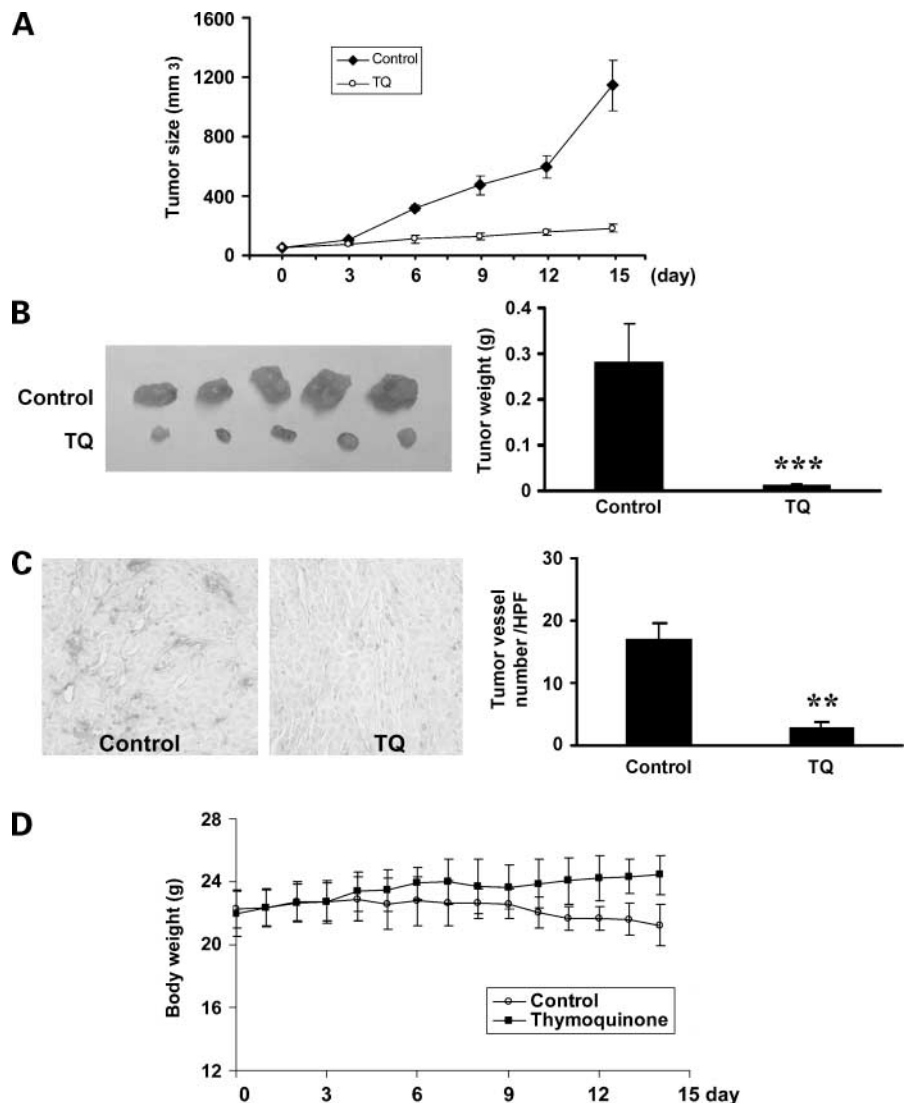 A
Tumor size (mm 3)
1600
1200
800
400
0
Control
TQ
0 3 6 9 12 15 (day)
B
Control
TQ
Tunor weight (g)
0.4
0.3
0.2
0.1
0
***
Control TQ
C
Control
TQ
Tumor vessel
number /HPF
30
20
10
0
**
Control TQ
D
Body weight (g)
28
24
20
16
12
Control
Thymoquinone
0 3 6 9 12 15 day